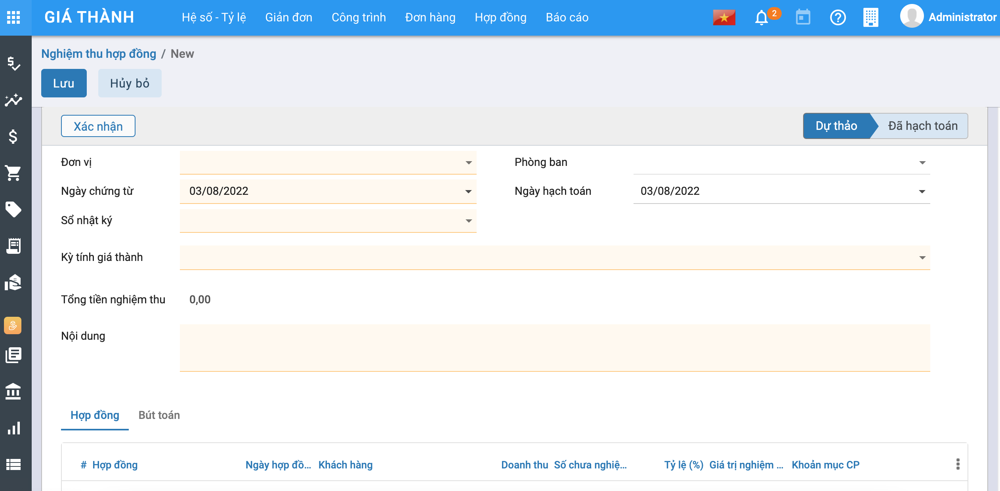 GIÁ THÀNH Hệ số - Tỷ lệ Giản đơn Công trình Đơn hàng Hợp đồng Báo cáo 2 Administrator
Nghiệm thu hợp đồng / New
Lưu Hủy bỏ
Xác nhận Dự thảo Đã hạch toán
Đơn vị Phòng ban
Ngày chứng từ 03/08/2022 Ngày hạch toán 03/08/2022
Sổ nhật ký
Kỳ tính giá thành
Tổng tiền nghiệm thu 0,00
Nội dung
Hợp đồng Bút toán
# Hợp đồng Ngày hợp đồ... Khách hàng Doanh thu Số chưa nghiệ... Tỷ lệ (%) Giá trị nghiệm ... Khoản mục CP